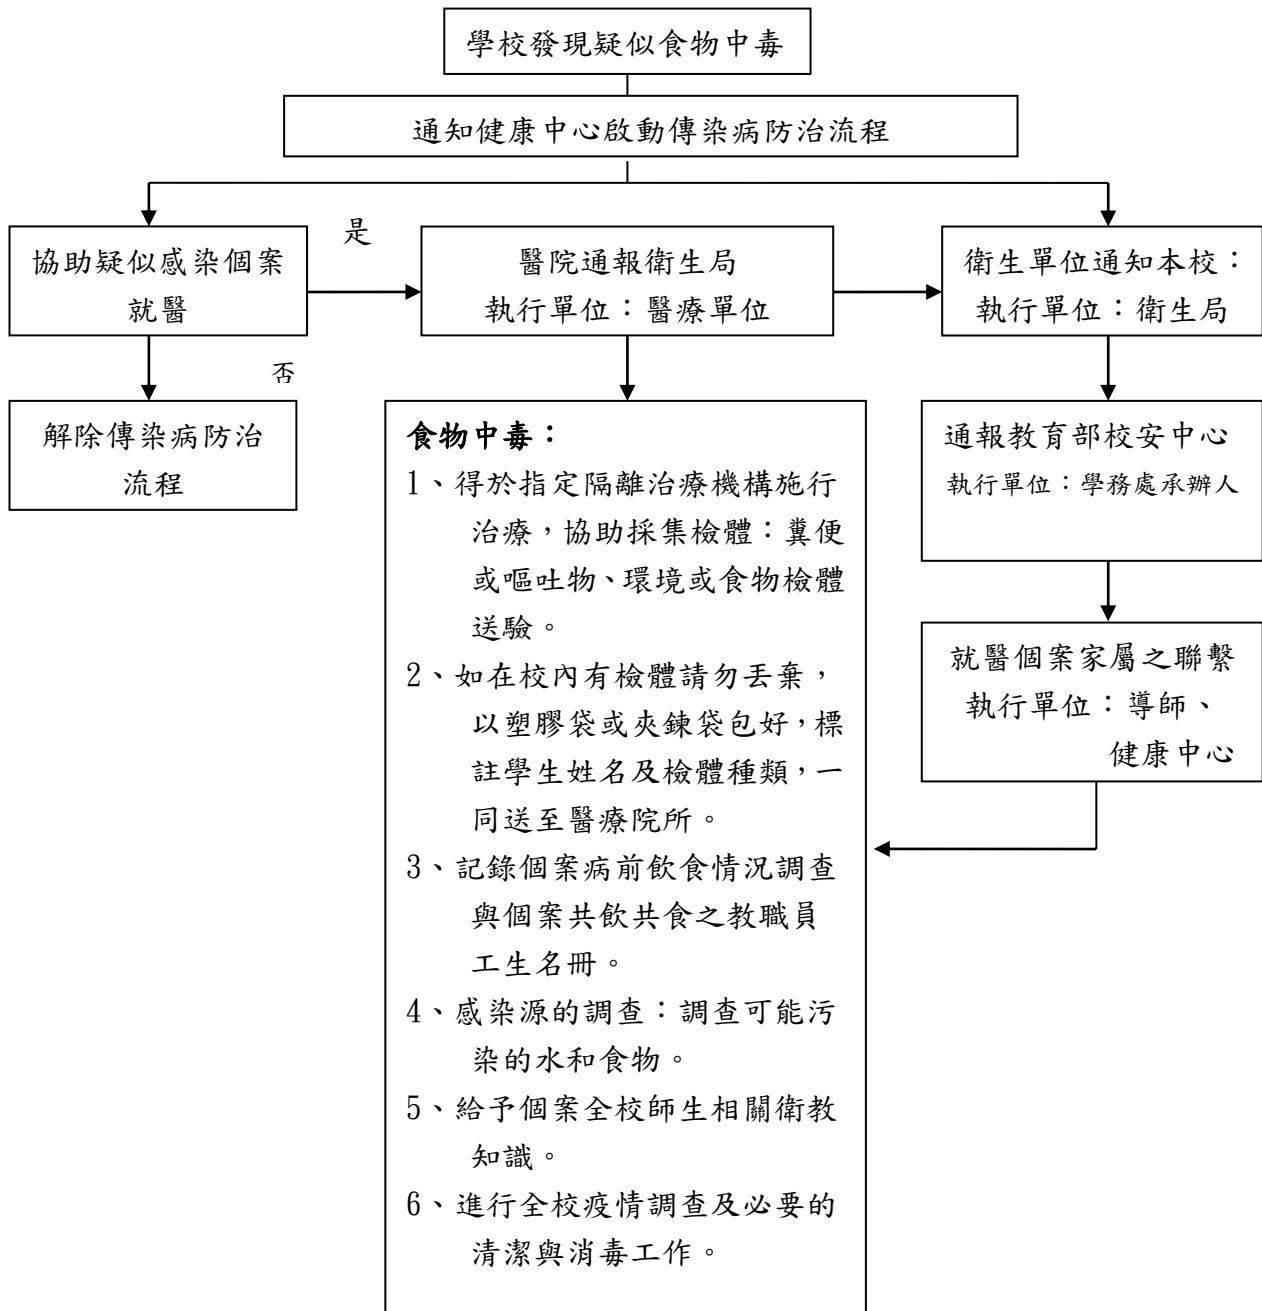 學校發現疑似食物中毒
通知健康中心啟動傳染病防治流程
協助疑似感染個案
就醫
是
醫院通報衛生局
執行單位：醫療單位
衛生單位通知本校：
執行單位：衛生局
否
解除傳染病防治
流程
食物中毒：
1、得於指定隔離治療機構施行
治療，協助採集檢體：糞便
或嘔吐物、環境或食物檢體
送驗。
2、如在校內有檢體請勿丟棄，
以塑膠袋或夾鍊袋包好，標
註學生姓名及檢體種類，一
同送至醫療院所。
3、記錄個案病前飲食情況調查
與個案共飲共食之教職員
工生名冊。
4、感染源的調查：調查可能污
染的水和食物。
5、給予個案全校師生相關衛教
知識。
6、進行全校疫情調查及必要的
清潔與消毒工作。
通報教育部校安中心
執行單位：學務處承辦人
就醫個案家屬之聯繫
執行單位：導師、
健康中心